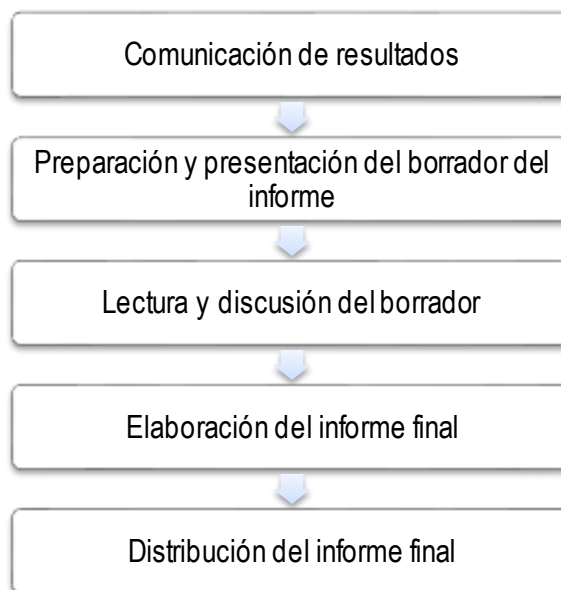 Comunicación de resultados
Preparación y presentación del borrador del
informe
Lectura y discusión del borrador
Elaboración del informe final
Distribución del informe final